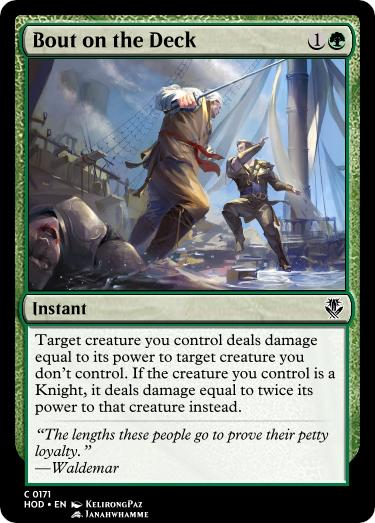 Bout on the Deck 1
Instant
Target creature you control deals damage
equal to its power to target creature you
don't control. If the creature you control is a
Knight, it deals damage equal to twice its
power to that creature instead.
"The lengths these people go to prove their petty
loyalty."
—Waldemar
C 0171
HOD • EN KelirongPaz
Janahwhamme